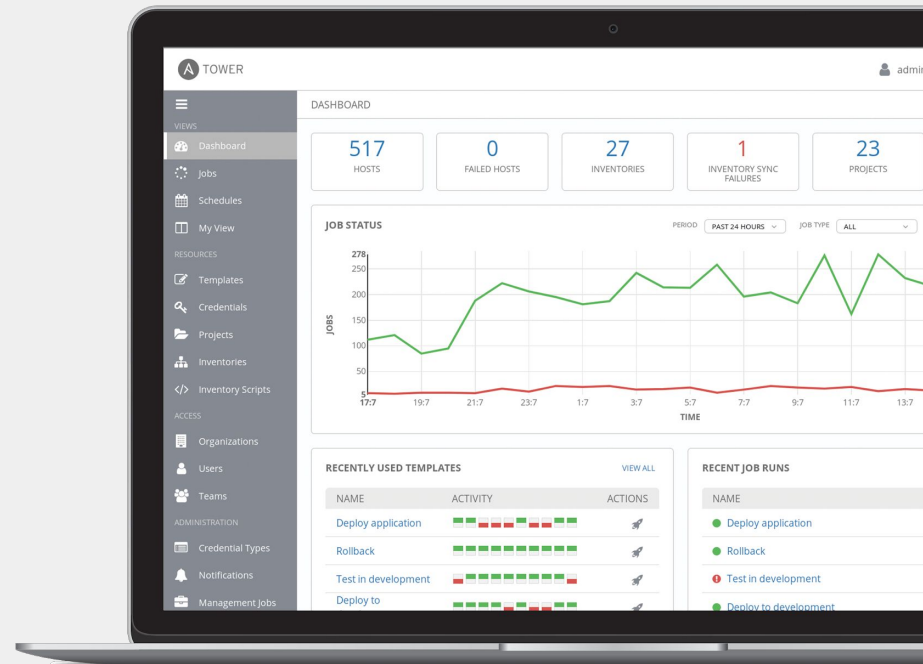 TOWER
admin
VIEWS
Dashboard
Jobs
Schedules
My View
RESOURCES
Templates
Credentials
Projects
Inventories
Inventory Scripts
ACCESS
Organizations
Users
Teams
ADMINISTRATION
Credential Types
Notifications
Management Jobs
DASHBOARD
517
HOSTS
0
FAILED HOSTS
27
INVENTORIES
1
INVENTORY SYNC
FAILURES
23
PROJECTS
JOB STATUS
PERIOD PAST 24 HOURS JOB TYPE ALL
278
250
200
150
100
50
5
JOBS
17:7 19:7 21:7 23:7 1:7 3:7 5:7 7:7 9:7 11:7 13:7
TIME
RECENTLY USED TEMPLATES VIEW ALL
NAME ACTIVITY ACTIONS
Deploy application
Rollback
Test in development
Deploy to
RECENT JOB RUNS
NAME
Deploy application
Rollback
Test in development
Deploy to development